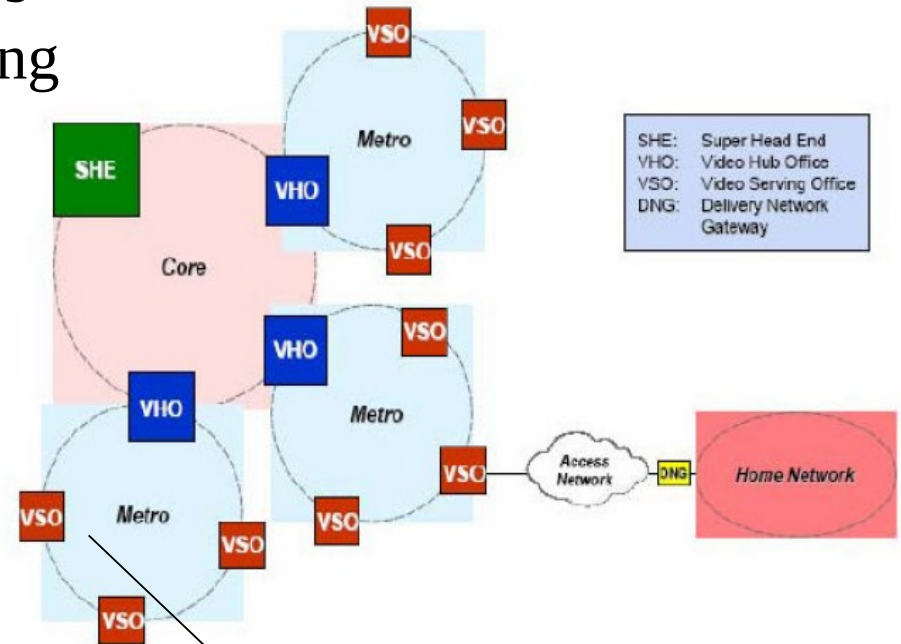 ng
VSO
Metro
VSO
SHE
VHO
VSO
Core
SHE: Super Head End
VHO: Video Hub Office
VSO: Video Serving Office
DNG: Delivery Network
Gateway
VHO
VSO
Metro
VHO
VSO
Access
Network
DNG
Home Network
VSO
Metro
VSO
VSO
VSO